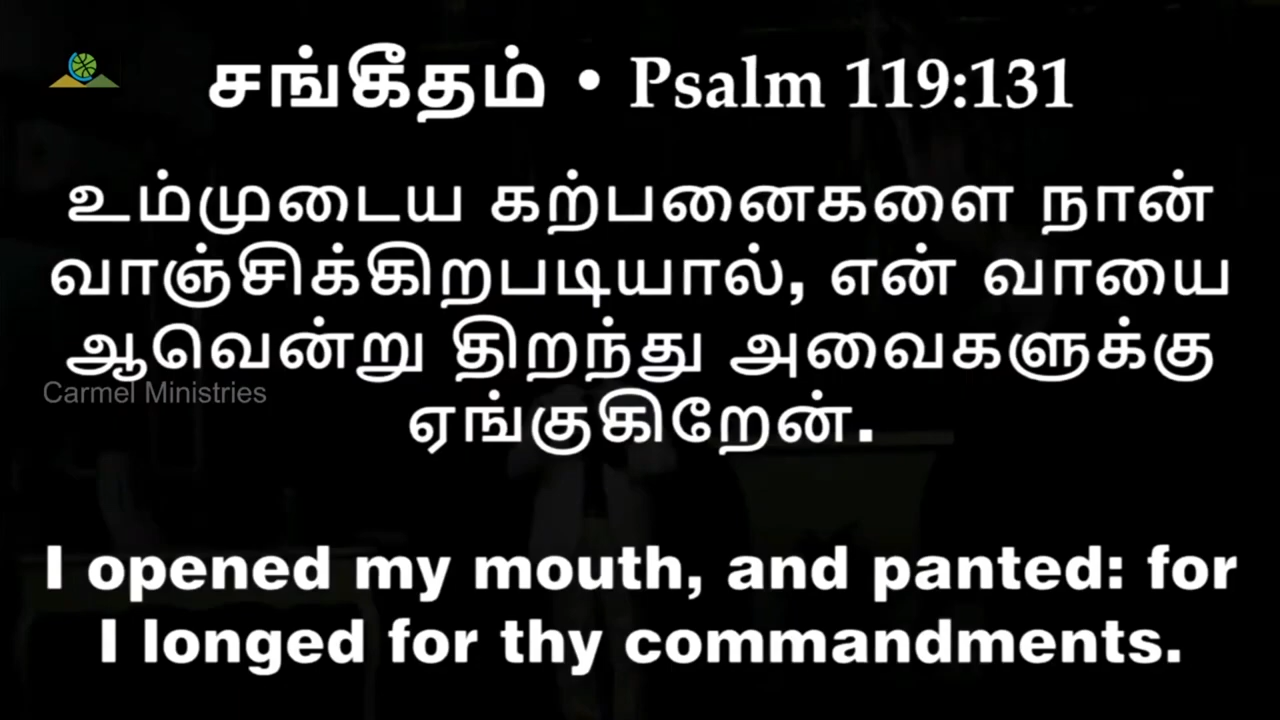 சங்கீதம் • Psalm 119:131
உம்முடைய கற்பனைகளை நான்
வாஞ்சிக்கிறபடியால், என் வாயை
ஆவென்று திறந்து அவைகளுக்கு
Carmel Ministries
ஏங்குகிறேன்.
I opened my mouth, and panted: for
I longed for thy commandments.